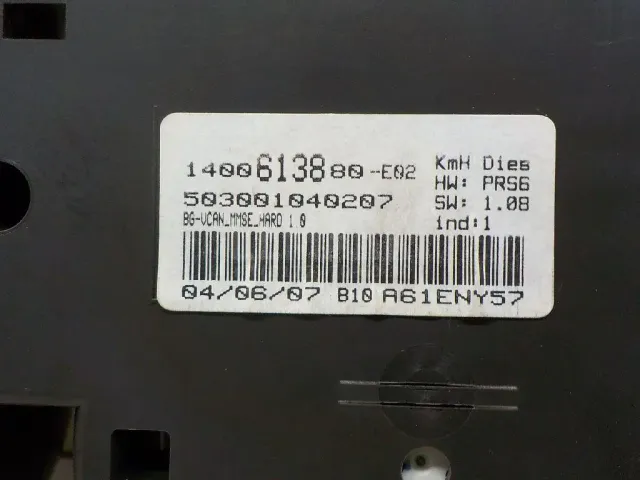 1400613880--E02 KmH Dies
HW: PRS6
503001040207 SW: 1.08
BG-VCAN_MMSE_HARD 1.0 ind:1
04/06/07 B10 A61ENY57